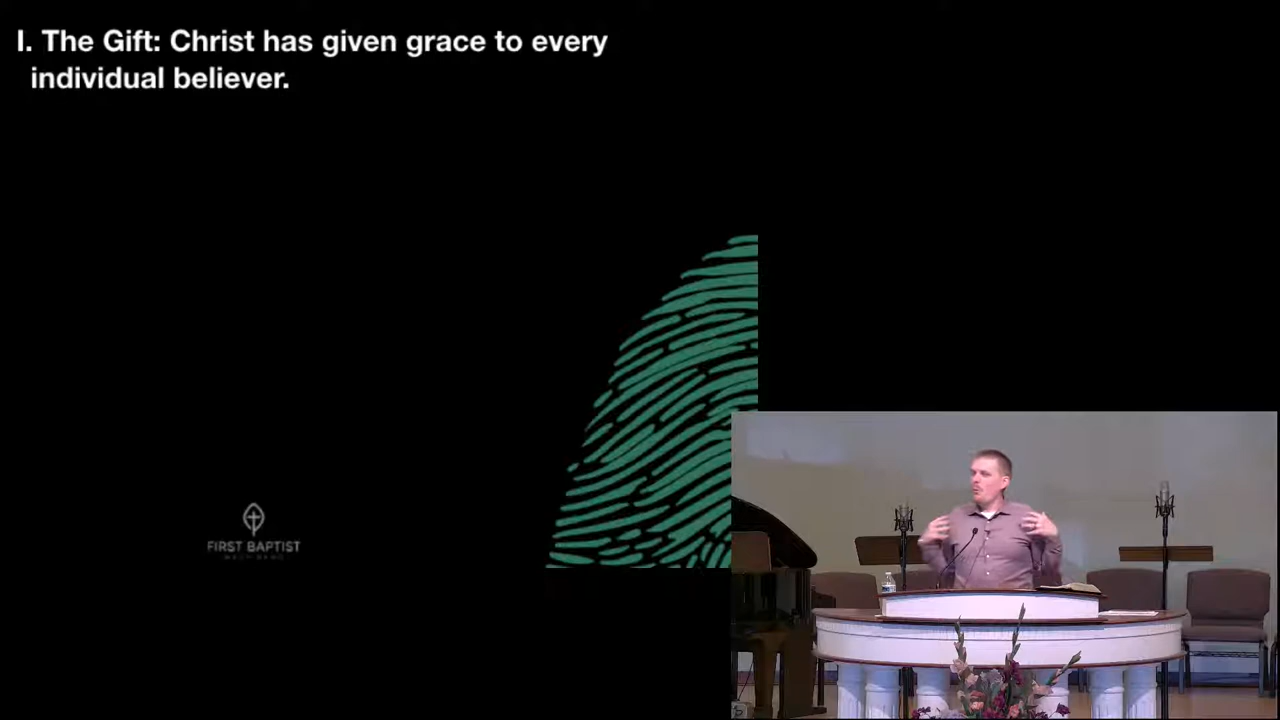 I. The Gift: Christ has given grace to every
individual believer.
FIRST BAPTIST